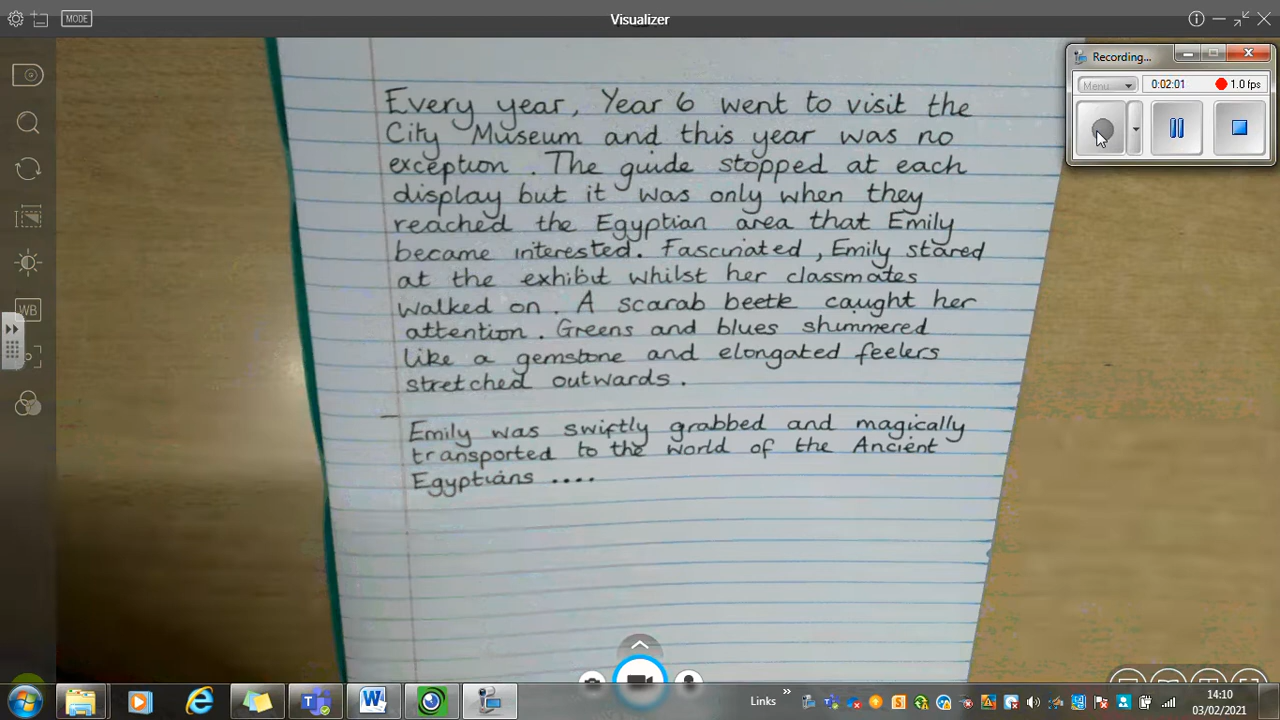 MODE
Visualizer
Recording...
Menu
0:02:01
1.0 fps
WB
Every year, Year 6 went to visit the
City Museum and this year was no
exception. The guide stopped at each
display but it was only when they
reached the Egyptian area that Emily
became interested. Fascinated, Emily stared
at the exhibit whilst her classmates
walked on. A scarab beetle caught her
attention. Greens and blues shimmered
like a gemstone and elongated feelers
stretched outwards.
Emily was swiftly grabbed and magically
transported to the world of the Ancient
Egyptians ....
Links
14:10
03/02/2021